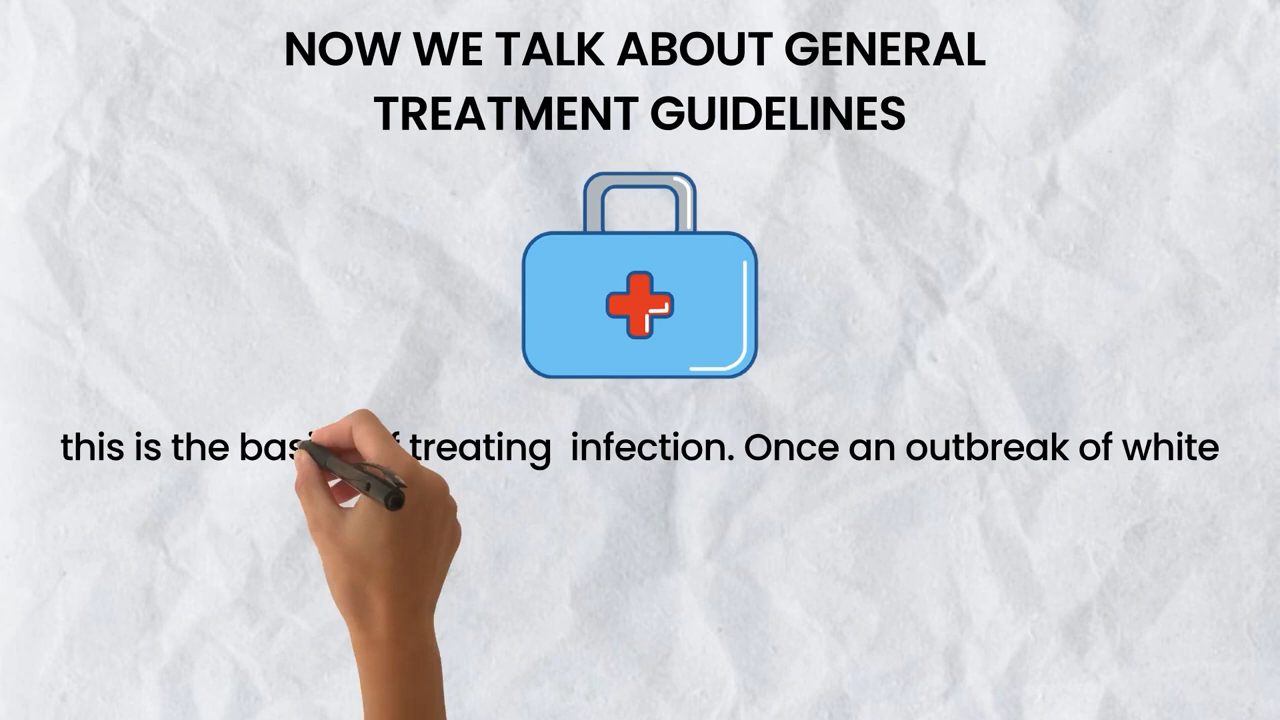 NOW WE TALK ABOUT GENERAL
TREATMENT GUIDELINES
this is the treating infection. Once an outbreak of white